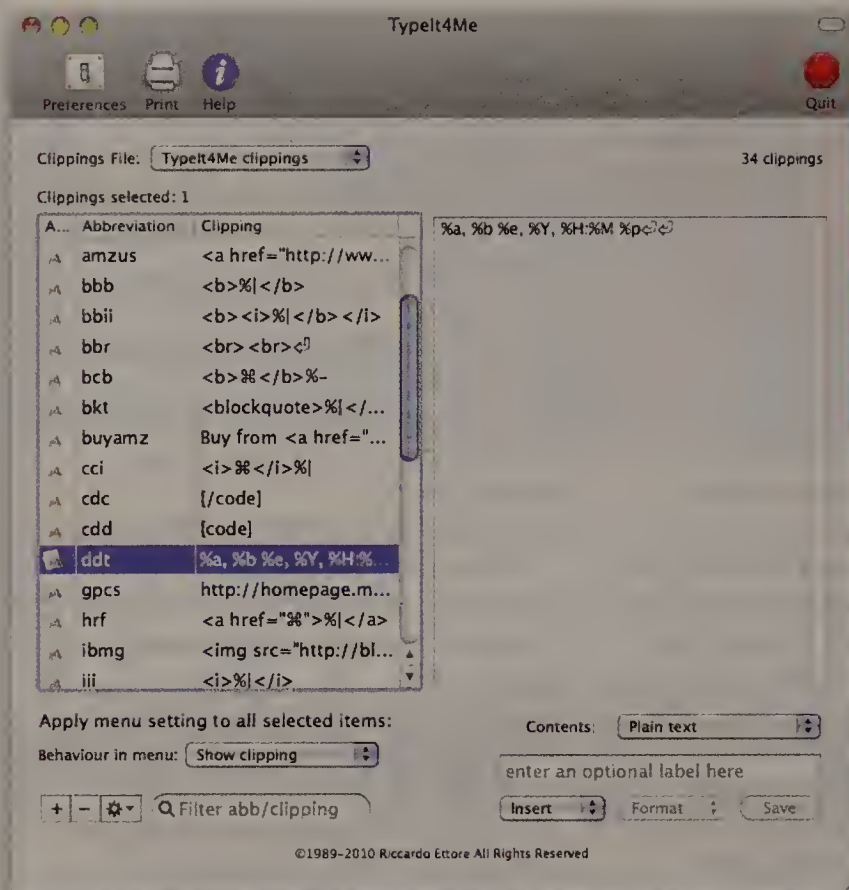 TypeIt4Me
Preferences Print Help Quit
Clippings File: TypeIt4Me clippings 34 clippings
Clippings selected: 1
A... Abbreviation Clipping
%a, %b %e, %Y, %H:%M %p⏎⏎
amzus <a href="http://ww...
bbb <b>%|</b>
bbii <b><i>%|</b></i>
bbr <br><br>⏎
bcb <b>⌘</b>%-
bkt <blockquote>%|</...
buyamz Buy from <a href="...
cci <i>⌘</i>%|
cdc [/code]
cdd [code]
ddt %a, %b %e, %Y, %H:%...
gpcs http://homepage.m...
hrf <a href="⌘">%|</a>
ibmg <img src="http://bl...
iii <i>%|</i>
Apply menu setting to all selected items:
Contents: Plain text
Behaviour in menu: Show clipping
enter an optional label here
+ - Filter abb/clipping Insert Format Save
©1989-2010 Riccardo Ettore All Rights Reserved